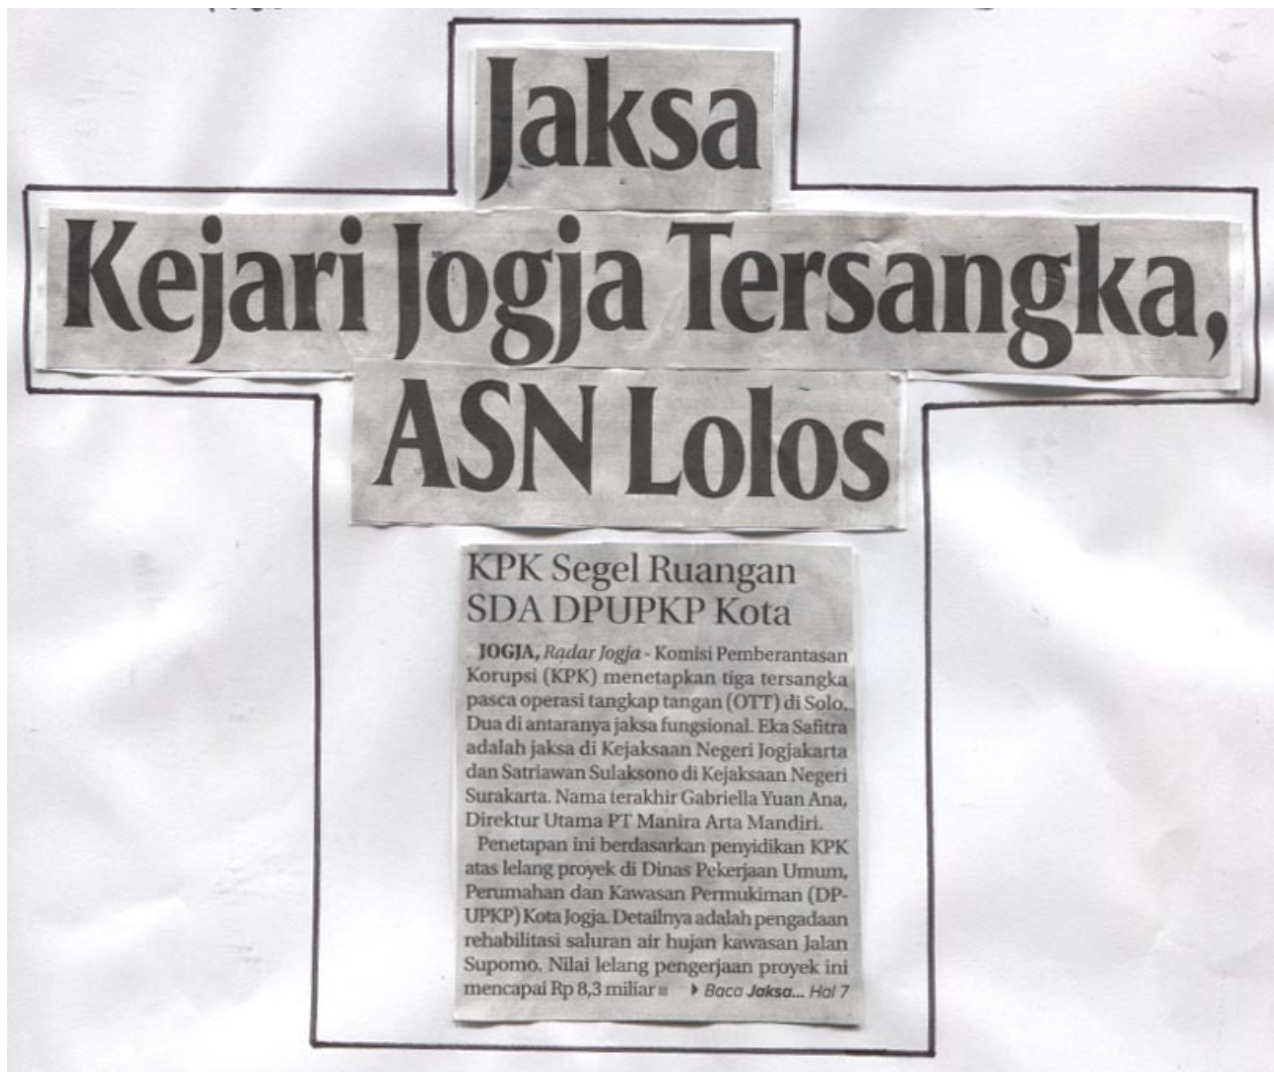 Jaksa
Kejari Jogja Tersangka,
ASN Lolos
KPK Segel Ruangan
SDA DPUPKP Kota
JOGJA, Radar Jogja - Komisi Pemberantasan
Korupsi (KPK) menetapkan tiga tersangka
pasca operasi tangkap tangan (OTT) di Solo.
Dua di antaranya jaksa fungsional. Eka Safitra
adalah jaksa di Kejaksaan Negeri Jogjakarta
dan Satriawan Sulaksono di Kejaksaan Negeri
Surakarta. Nama terakhir Gabriella Yuan Ana,
Direktur Utama PT Manira Arta Mandiri.
Penetapan ini berdasarkan penyidikan KPK
atas lelang proyek di Dinas Pekerjaan Umum,
Perumahan dan Kawasan Permukiman (DP-
UPKP) Kota Jogja. Detailnya adalah pengadaan
rehabilitasi saluran air hujan kawasan Jalan
Supomo. Nilai lelang pengerjaan proyek ini
mencapai Rp 8,3 miliar ■ ▶ Baca Jaksa... Hal 7